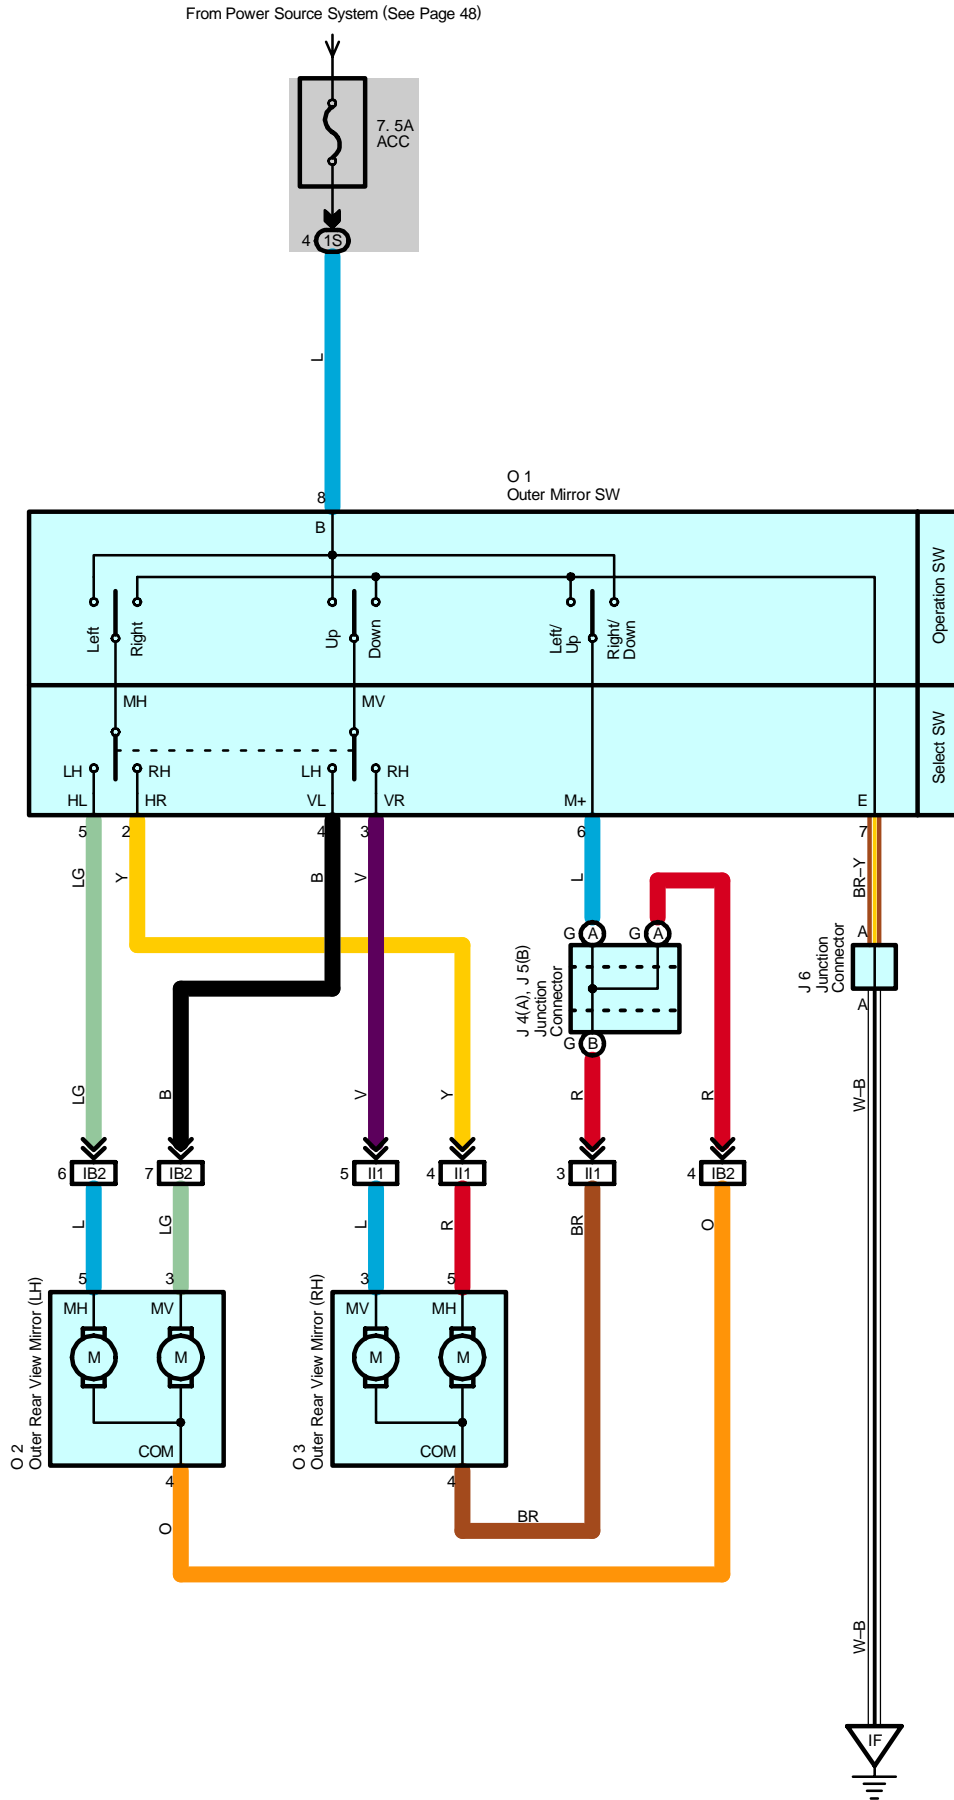 From Power Source System (See Page 48)
7. 5A
ACC
4 1S
L
O 1
Outer Mirror SW
8
B
Operation SW
Left
Right
Up
Down
Left/
Up
Right/
Down
MH
MV
Select SW
LH
RH
LH
RH
HL
HR
VL
VR
M+
E
5
2
4
3
6
7
LG
Y
B
V
L
BR–Y
G A
G A
A
J 4(A), J 5(B)
Junction
Connector
J 6
Junction
Connector
A
G B
LG
B
V
Y
R
R
W–B
6 IB2
7 IB2
5 II1
4 II1
3 II1
4 IB2
L
LG
L
R
BR
O
5
3
3
5
O 2
Outer Rear View Mirror (LH)
MH
MV
M
M
COM
4
O 3
Outer Rear View Mirror (RH)
MV
MH
M
M
COM
4
BR
O
W–B
IF